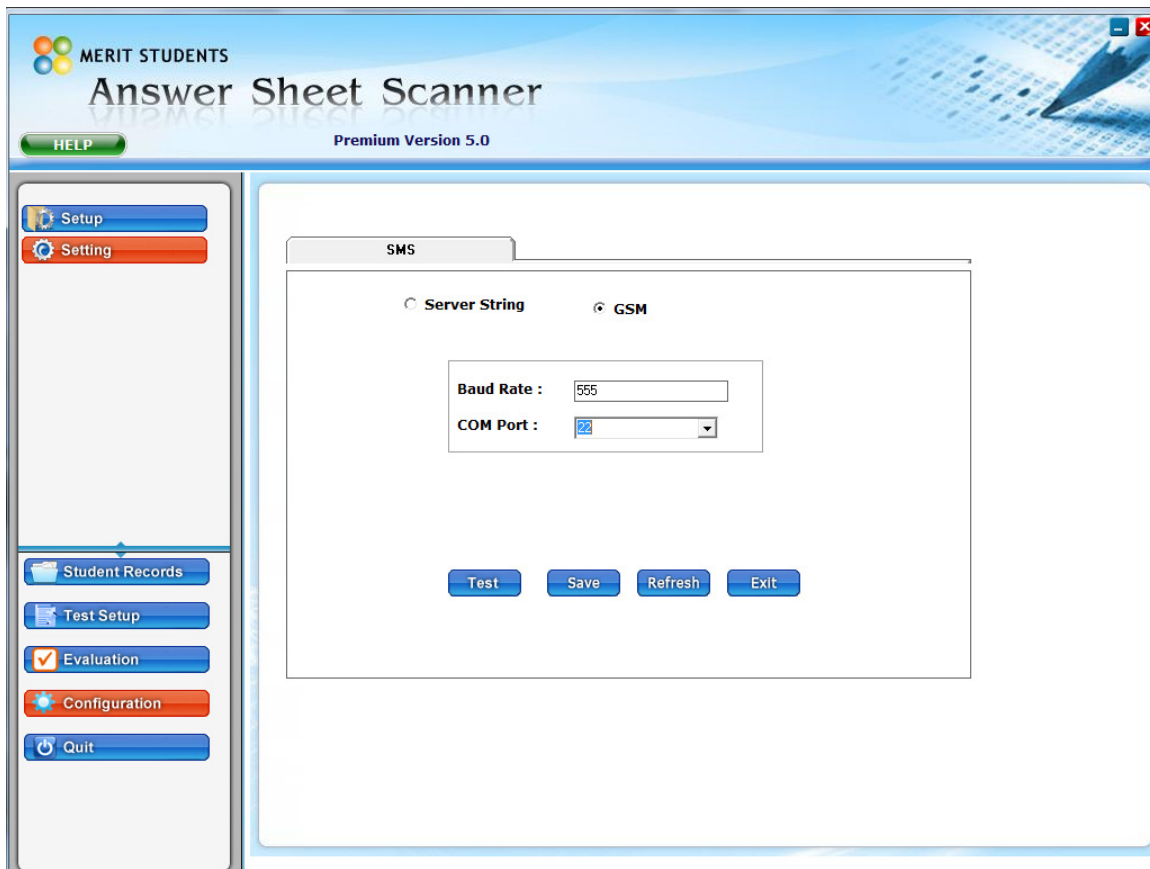 MERIT STUDENTS
Answer Sheet Scanner
HELP
Premium Version 5.0
Setup
Setting
SMS
Server String
GSM
Baud Rate : 555
COM Port : 22
Test Save Refresh Exit
Student Records
Test Setup
Evaluation
Configuration
Quit